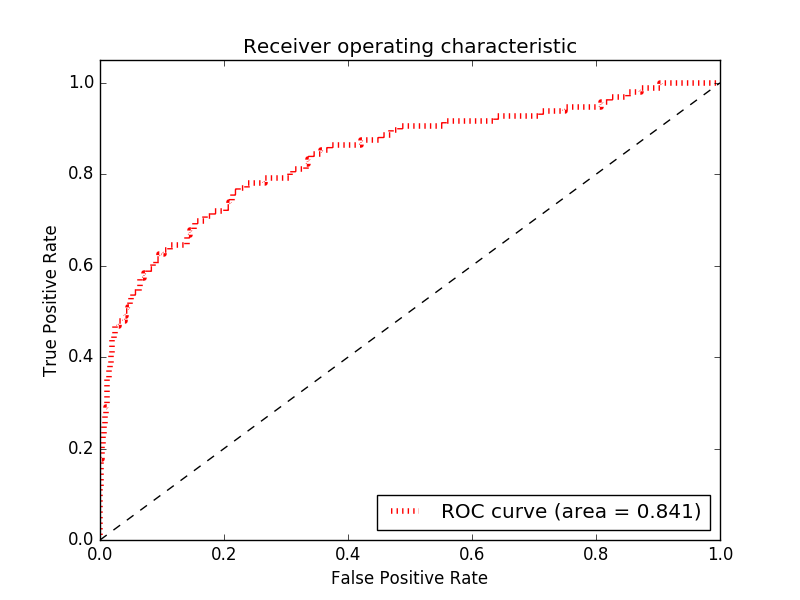 Receiver operating characteristic
True Positive Rate
1.0
0.8
0.6
0.4
0.2
0.0
ROC curve (area = 0.841)
0.0 0.2 0.4 0.6 0.8 1.0
False Positive Rate